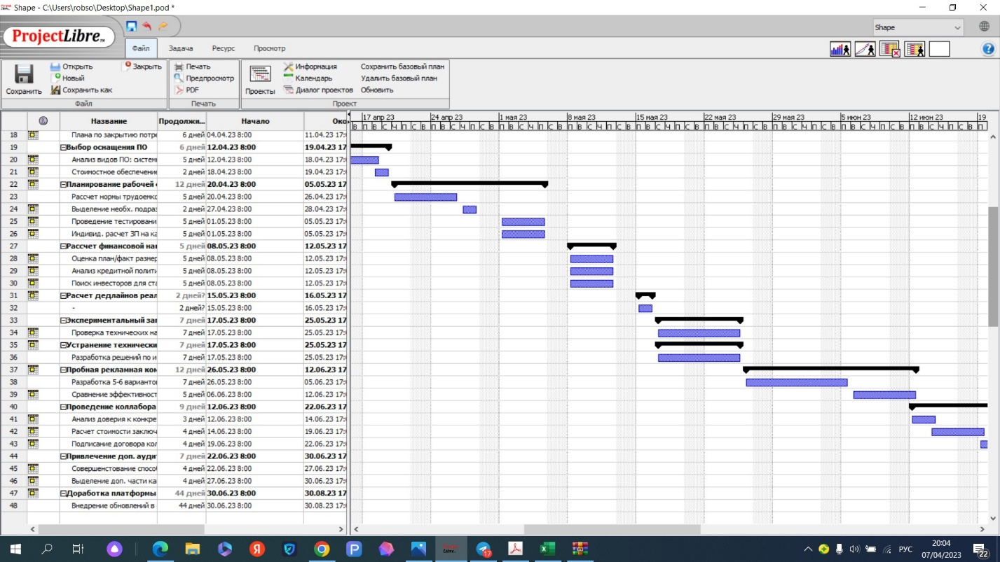 Shape - C:\Users\robso\Desktop\Shape1.pod *
ProjectLibre™
Shape
Файл Задача Ресурс Просмотр
Открыть Закрыть Печать Информация Сохранить базовый план
Новый Предпросмотр Календарь Удалить базовый план
Сохранить Сохранить как PDF Проекты Диалог проектов Обновить
Файл Печать Проект
Название Продолжи... Начало Око
17 апр 23 24 апр 23 1 мая 23 8 мая 23 15 мая 23 22 мая 23 29 мая 23 5 июн 23 12 июн 23 19
18 Плана по закрытию потре 6 дней 04.04.23 8:00 11.04.23 17:
19 Выбор оснащения ПО 6 дней 12.04.23 8:00 19.04.23 17
20 Анализ видов ПО: систем 5 дней 12.04.23 8:00 18.04.23 17:
21 Стоимостное обеспечение 2 дней 18.04.23 8:00 19.04.23 17:
22 Планирование рабочей 12 дней 20.04.23 8:00 05.05.23 17
23 Рассчет нормы трудоемко 5 дней 20.04.23 8:00 26.04.23 17:
24 Выделение необх. подраз 2 дней 27.04.23 8:00 28.04.23 17:
25 Проведение тестировани 5 дней 01.05.23 8:00 05.05.23 17:
26 Индивид. расчет ЗП на ка 5 дней 01.05.23 8:00 05.05.23 17:
27 Рассчет финансовой наг 5 дней 08.05.23 8:00 12.05.23 17
28 Оценка план/факт размер 5 дней 08.05.23 8:00 12.05.23 17:
29 Анализ кредитной полити 5 дней 08.05.23 8:00 12.05.23 17:
30 Поиск инвесторов для ста 5 дней 08.05.23 8:00 12.05.23 17:
31 Расчет дедлайнов реал 2 дней? 15.05.23 8:00 16.05.23 17
32 - 2 дней? 15.05.23 8:00 16.05.23 17:
33 Экспериментальный заг 7 дней 17.05.23 8:00 25.05.23 17
34 Проверка технических на 7 дней 17.05.23 8:00 25.05.23 17:
35 Устранение технически 7 дней 17.05.23 8:00 25.05.23 17
36 Разработка решений по и 7 дней 17.05.23 8:00 25.05.23 17:
37 Пробная рекламная ком 12 дней 26.05.23 8:00 12.06.23 17
38 Разработка 5-6 варианто 7 дней 26.05.23 8:00 05.06.23 17:
39 Сравнение эффективност 5 дней 06.06.23 8:00 12.06.23 17:
40 Проведение коллабора 9 дней 12.06.23 8:00 22.06.23 17
41 Анализ доверия к конкре 3 дней 12.06.23 8:00 14.06.23 17:
42 Расчет стоимости заключ 4 дней 14.06.23 8:00 19.06.23 17:
43 Подписание договора кол 4 дней 19.06.23 8:00 22.06.23 17:
44 Привлечение доп. ауди 7 дней 22.06.23 8:00 30.06.23 17
45 Совершенстование спосо 4 дней 22.06.23 8:00 27.06.23 17:
46 Выделение доп. части ка 4 дней 27.06.23 8:00 30.06.23 17:
47 Доработка платформы 44 дней 30.06.23 8:00 30.08.23 17
48 Внедрение обновлений в 44 дней 30.06.23 8:00 30.08.23 17:
17 РУС 20:04
07/04/2023 22